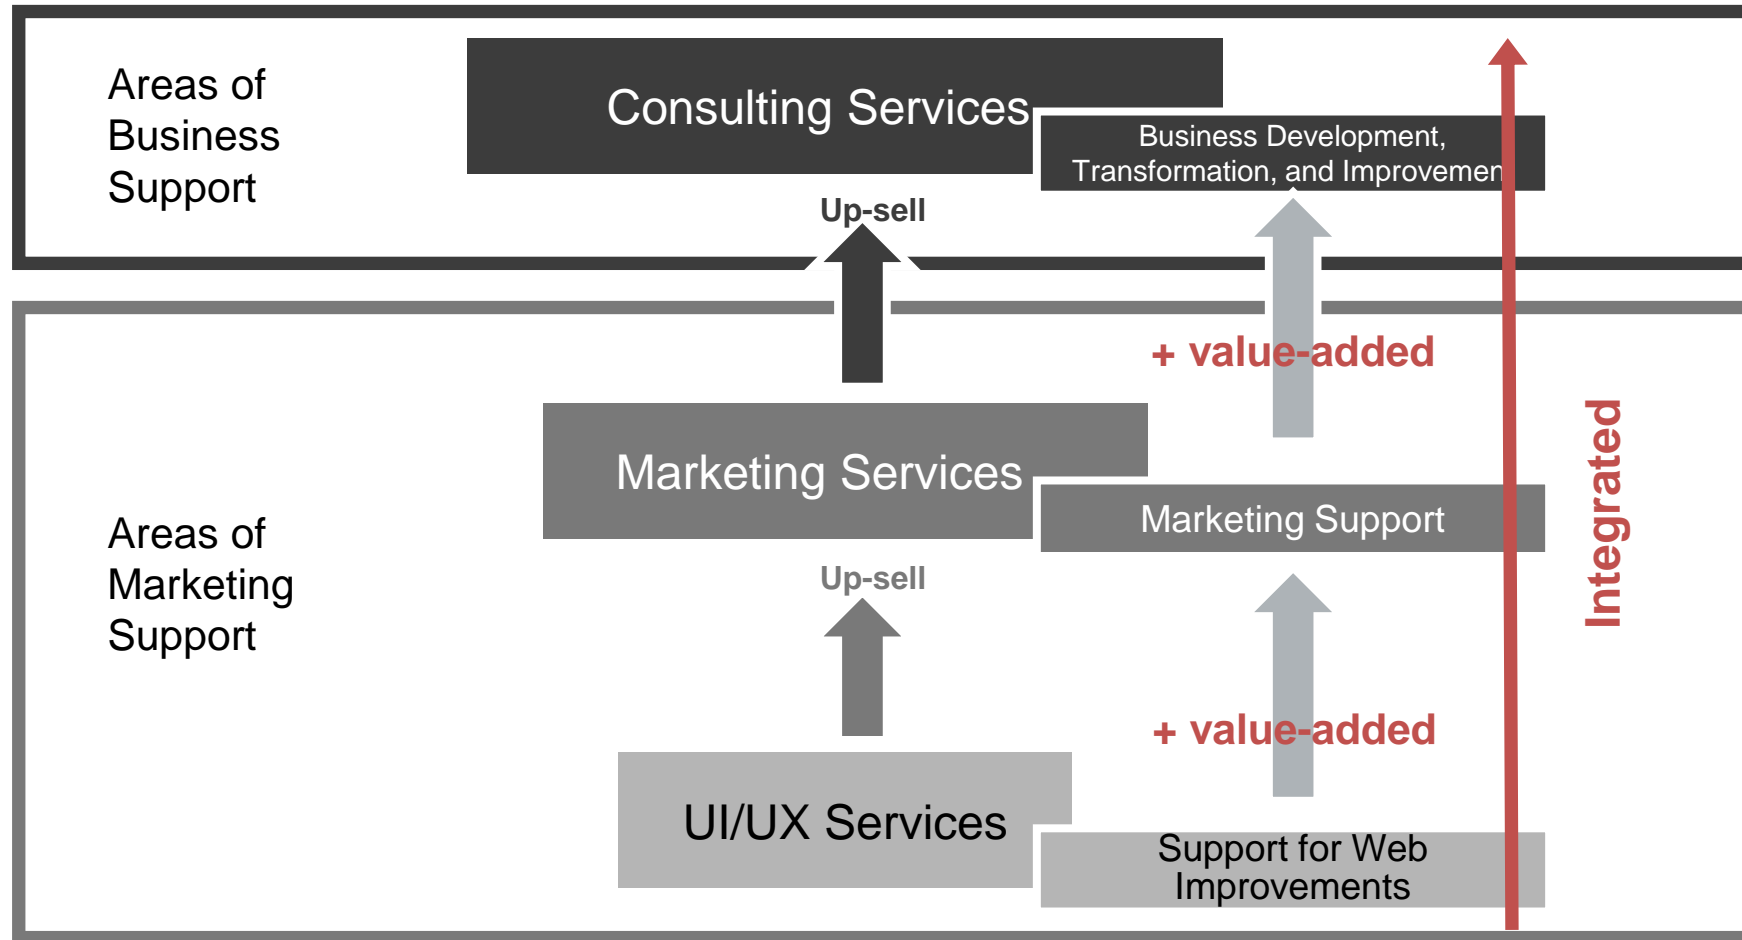 Areas of
Business
Support
Consulting Services
Business Development,
Transformation, and Improvemen
Up-sell
+ value-added
Areas of
Marketing
Support
Marketing Services
Marketing Support
Integrated
Up-sell
+ value-added
UI/UX Services
Support for Web
Improvements